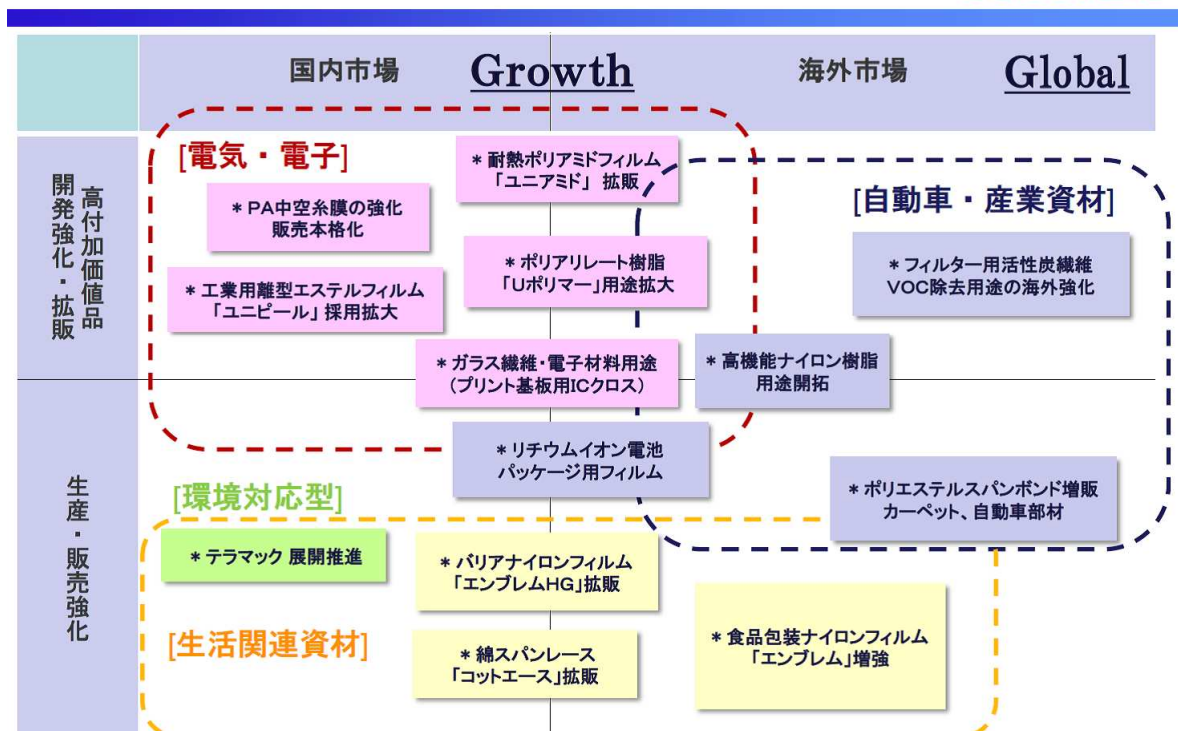 国内市場
Growth
海外市場
Global
高付加価値品
開発強化・拡販
[電気・電子]
＊耐熱ポリアミドフィルム
「ユニアミド」 拡販
[自動車・産業資材]
＊PA中空糸膜の強化
販売本格化
＊ポリアリレート樹脂
「Uポリマー」用途拡大
＊フィルター用活性炭繊維
VOC除去用途の海外強化
＊工業用離型エステルフィルム
「ユニピール」採用拡大
＊ガラス繊維・電子材料用途
（プリント基板用ICクロス）
＊高機能ナイロン樹脂
用途開拓
生産・販売強化
＊リチウムイオン電池
パッケージ用フィルム
[環境対応型]
＊ポリエステルスパンボンド増販
カーペット、自動車部材
＊テラマック 展開推進
＊バリアナイロンフィルム
「エンブレムHG」拡販
[生活関連資材]
＊綿スパンレース
「コットエース」拡販
＊食品包装ナイロンフィルム
「エンブレム」増強